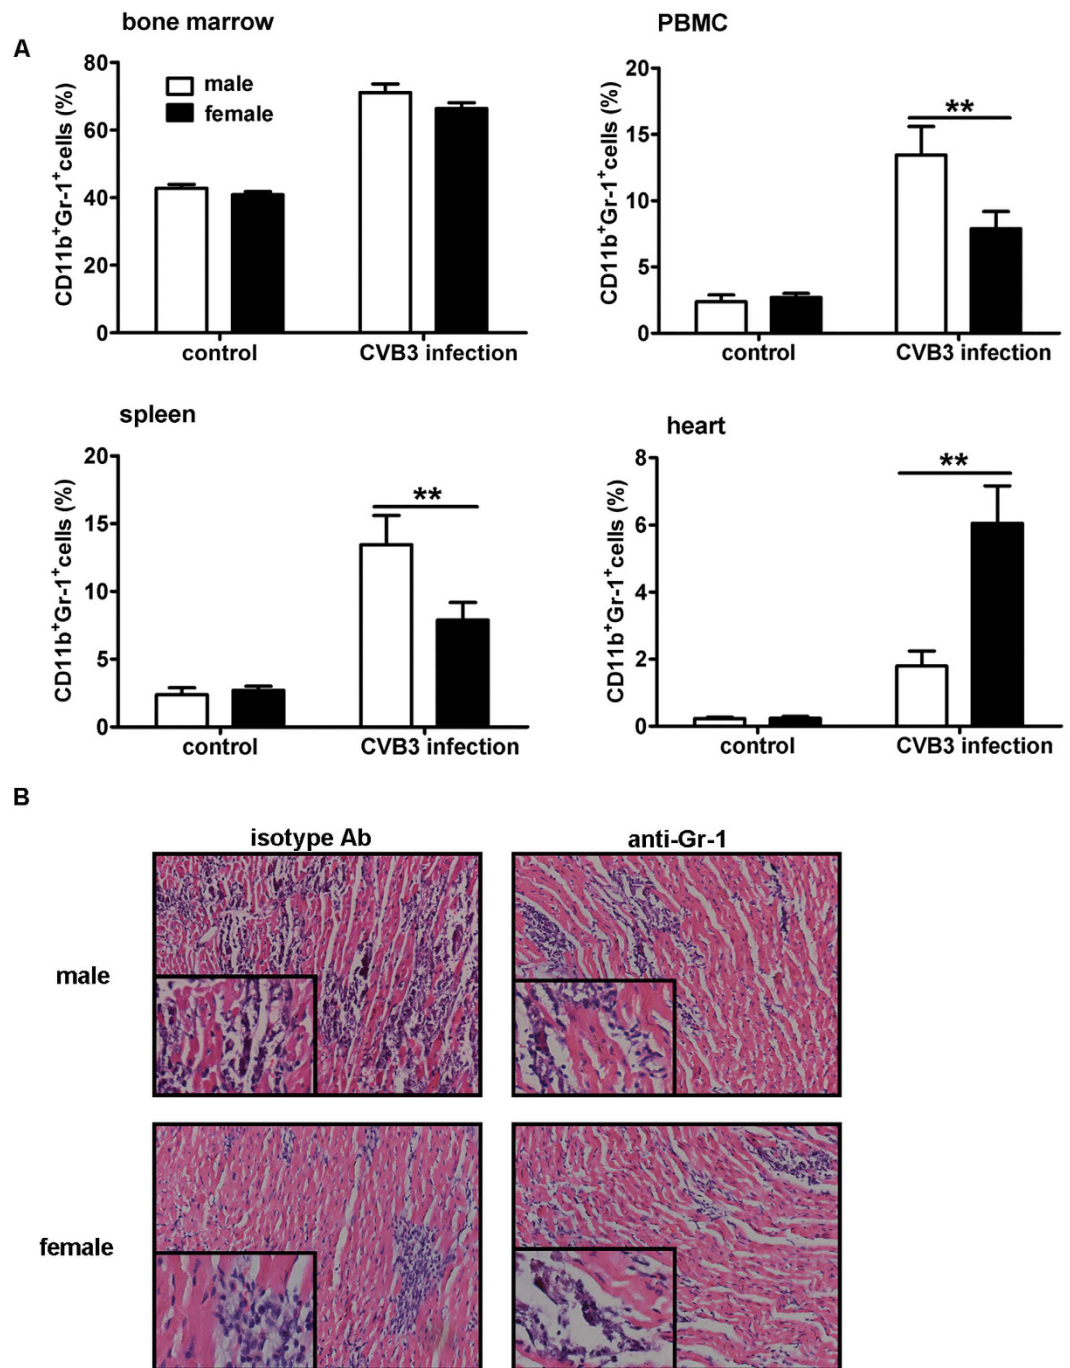 A
bone marrow
CD11b+Gr-1+cells (%)
80
60
40
20
0
male
female
control
CVB3 infection
PBMC
CD11b+Gr-1+cells (%)
20
15
10
5
0
**
control
CVB3 infection
spleen
CD11b+Gr-1+cells (%)
20
15
10
5
0
**
control
CVB3 infection
heart
CD11b+Gr-1+cells (%)
8
6
4
2
0
**
control
CVB3 infection
B
isotype Ab
anti-Gr-1
male
female